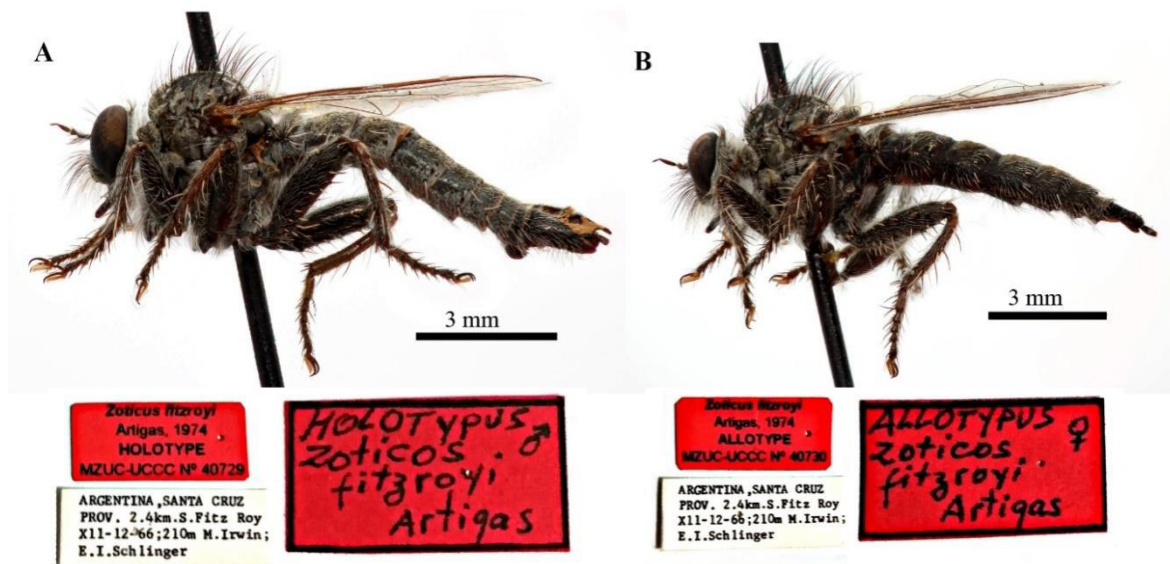 A
3 mm
Zoticus fitzroyi
Artigas, 1974
HOLOTYPE
MZUC-UCCC Nº 40729
HOLOTYPUS ♂
Zoticos
fitzroyi
Artigas
ARGENTINA,SANTA CRUZ
PROV. 2.4km.S.Fitz Roy
X11-12-66;210m M.Irwin;
E.I.Schlinger
B
3 mm
Zoticus fitzroyi
Artigas, 1974
ALLOTYPE
MZUC-UCCC Nº 40730
ALLOTYPUS ♀
Zoticos
fitzroyi
Artigas
ARGENTINA,SANTA CRUZ
PROV. 2.4km.S.Fitz Roy
X11-12-66;210m M.Irwin;
E.I.Schlinger